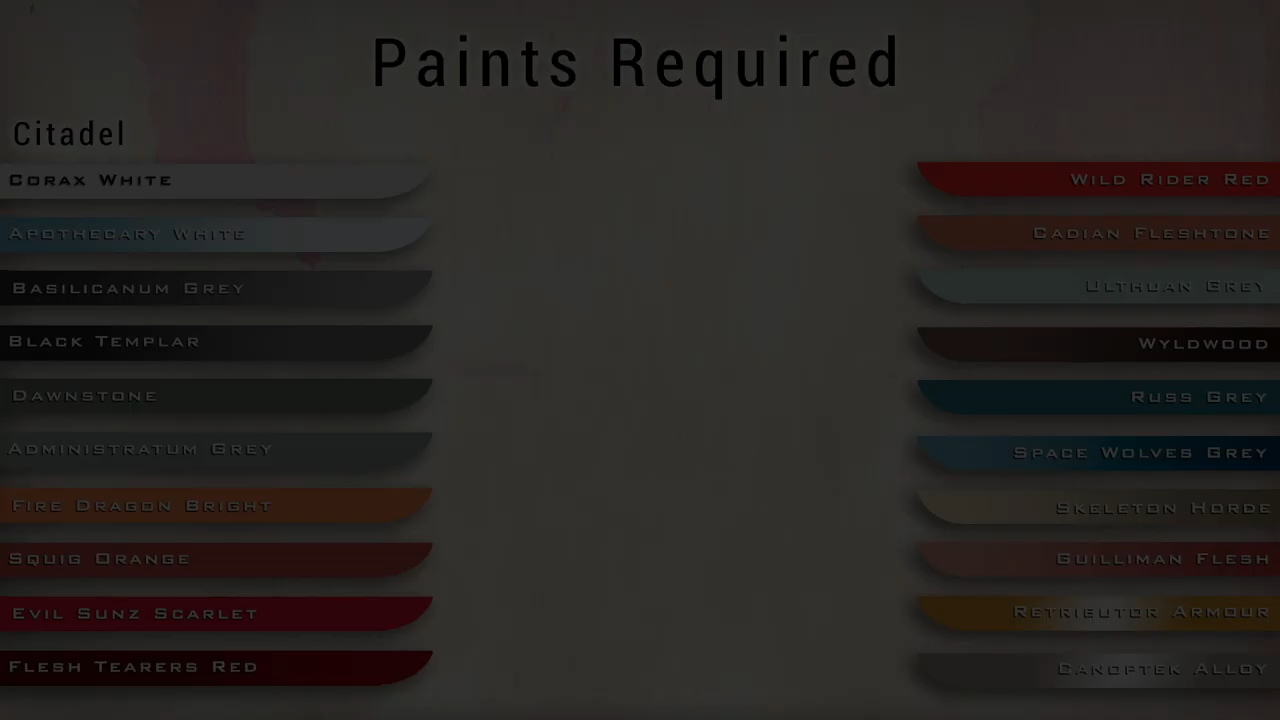 Paints Required
Citadel
Corax White
Apothecary White
Basilicanum Grey
Black Templar
Dawnstone
Administratum Grey
Fire Dragon Bright
Squig Orange
Evil Sunz Scarlet
Flesh Tearers Red
Wild Rider Red
Cadian Fleshtone
Ulthuan Grey
Wyldwood
Russ Grey
Space Wolves Grey
Skeleton Horde
Guilliman Flesh
Retributor Armour
Canoptek Alloy